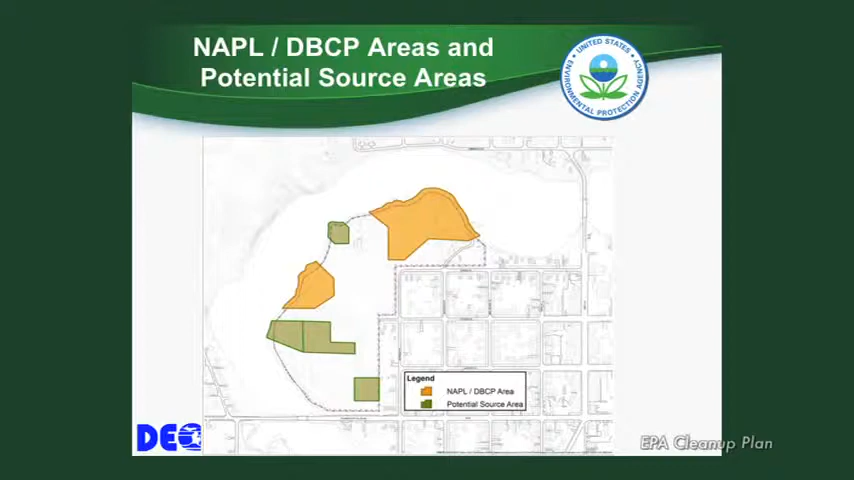 NAPL / DBCP Areas and
Potential Source Areas
UNITED STATES
ENVIRONMENTAL PROTECTION AGENCY
Legend
NAPL / DBCP Area
Potential Source Area
DEQ
EPA Cleanup Plan